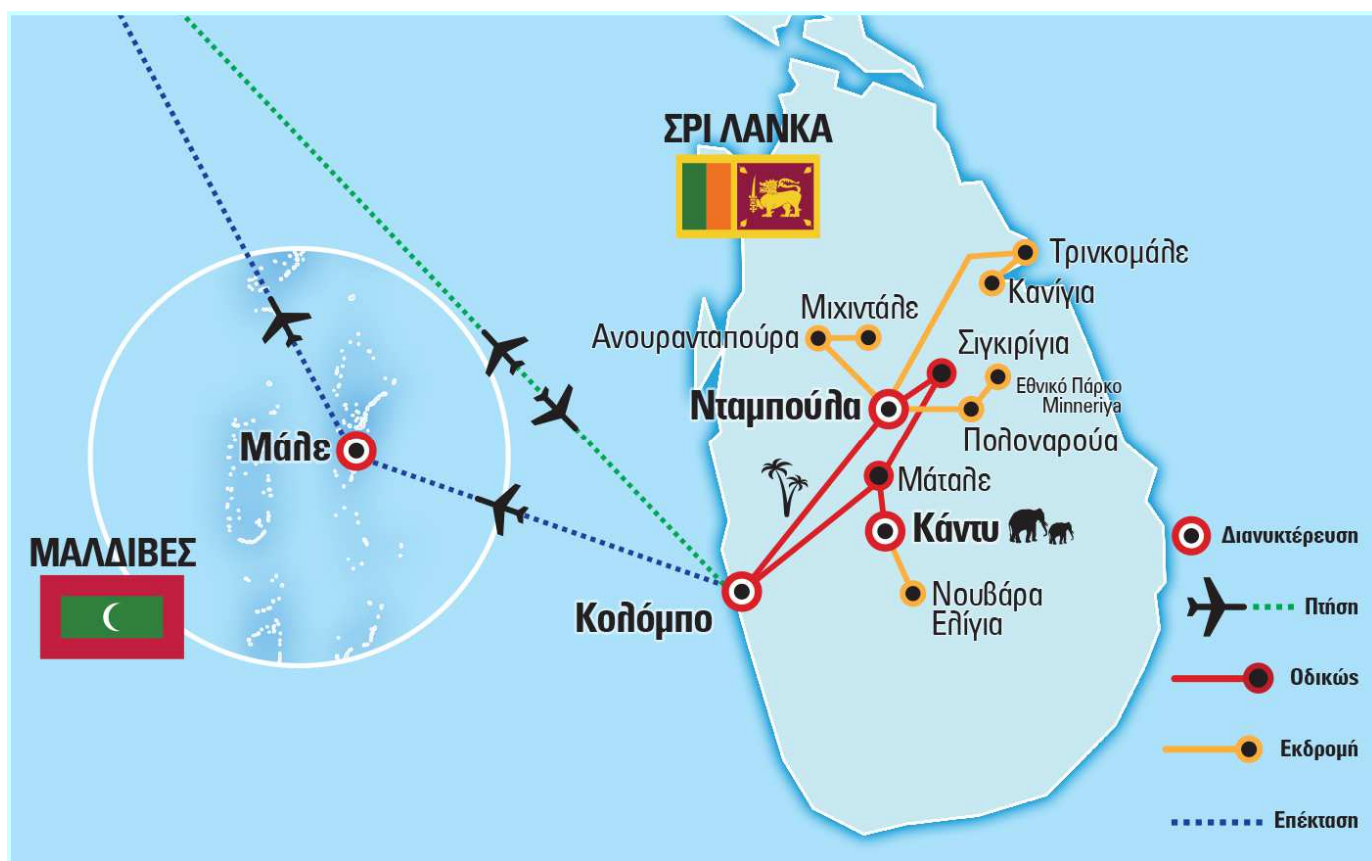 ΣΡΙ ΛΑΝΚΑ
Τρινκομάλε
Κανίγια
Μιχιντάλε
Ανουρανταπούρα
Σιγκιρίγια
Εθνικό Πάρκο
Minneriya
Νταμπούλα
Πολοναρούα
Μάλε
Μάταλε
Κάντυ
ΜΑΛΔΙΒΕΣ
Κολόμπο
Νουβάρα
Ελίγια
Διανυκτέρευση
Πτήση
Οδικώς
Εκδρομή
Επέκταση